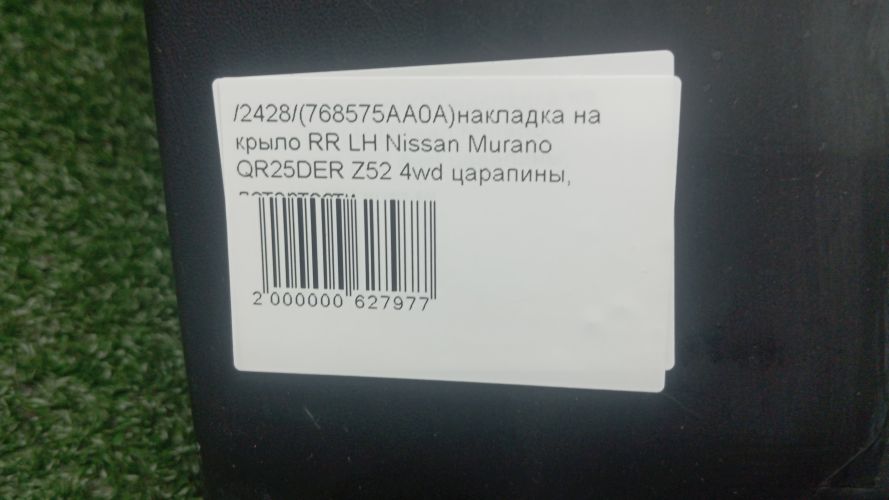 /2428/(768575AA0A)накладка на
крыло RR LH Nissan Murano
QR25DER Z52 4wd царапины,
2 000000 627977